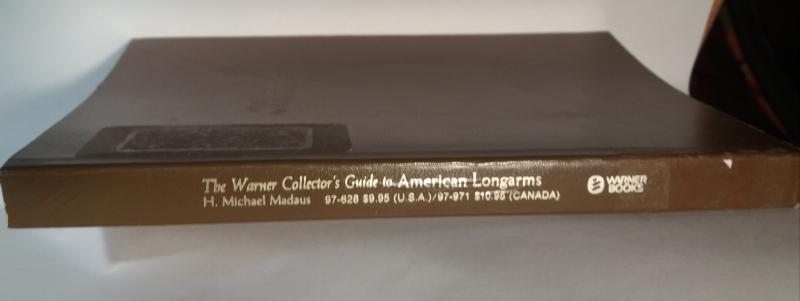 The Warner Collector's Guide to American Longarms
H. Michael Madaus 97-628 $9.95 (U.S.A.)/97-971 $10.95 (CANADA)
WARNER
BOOKS